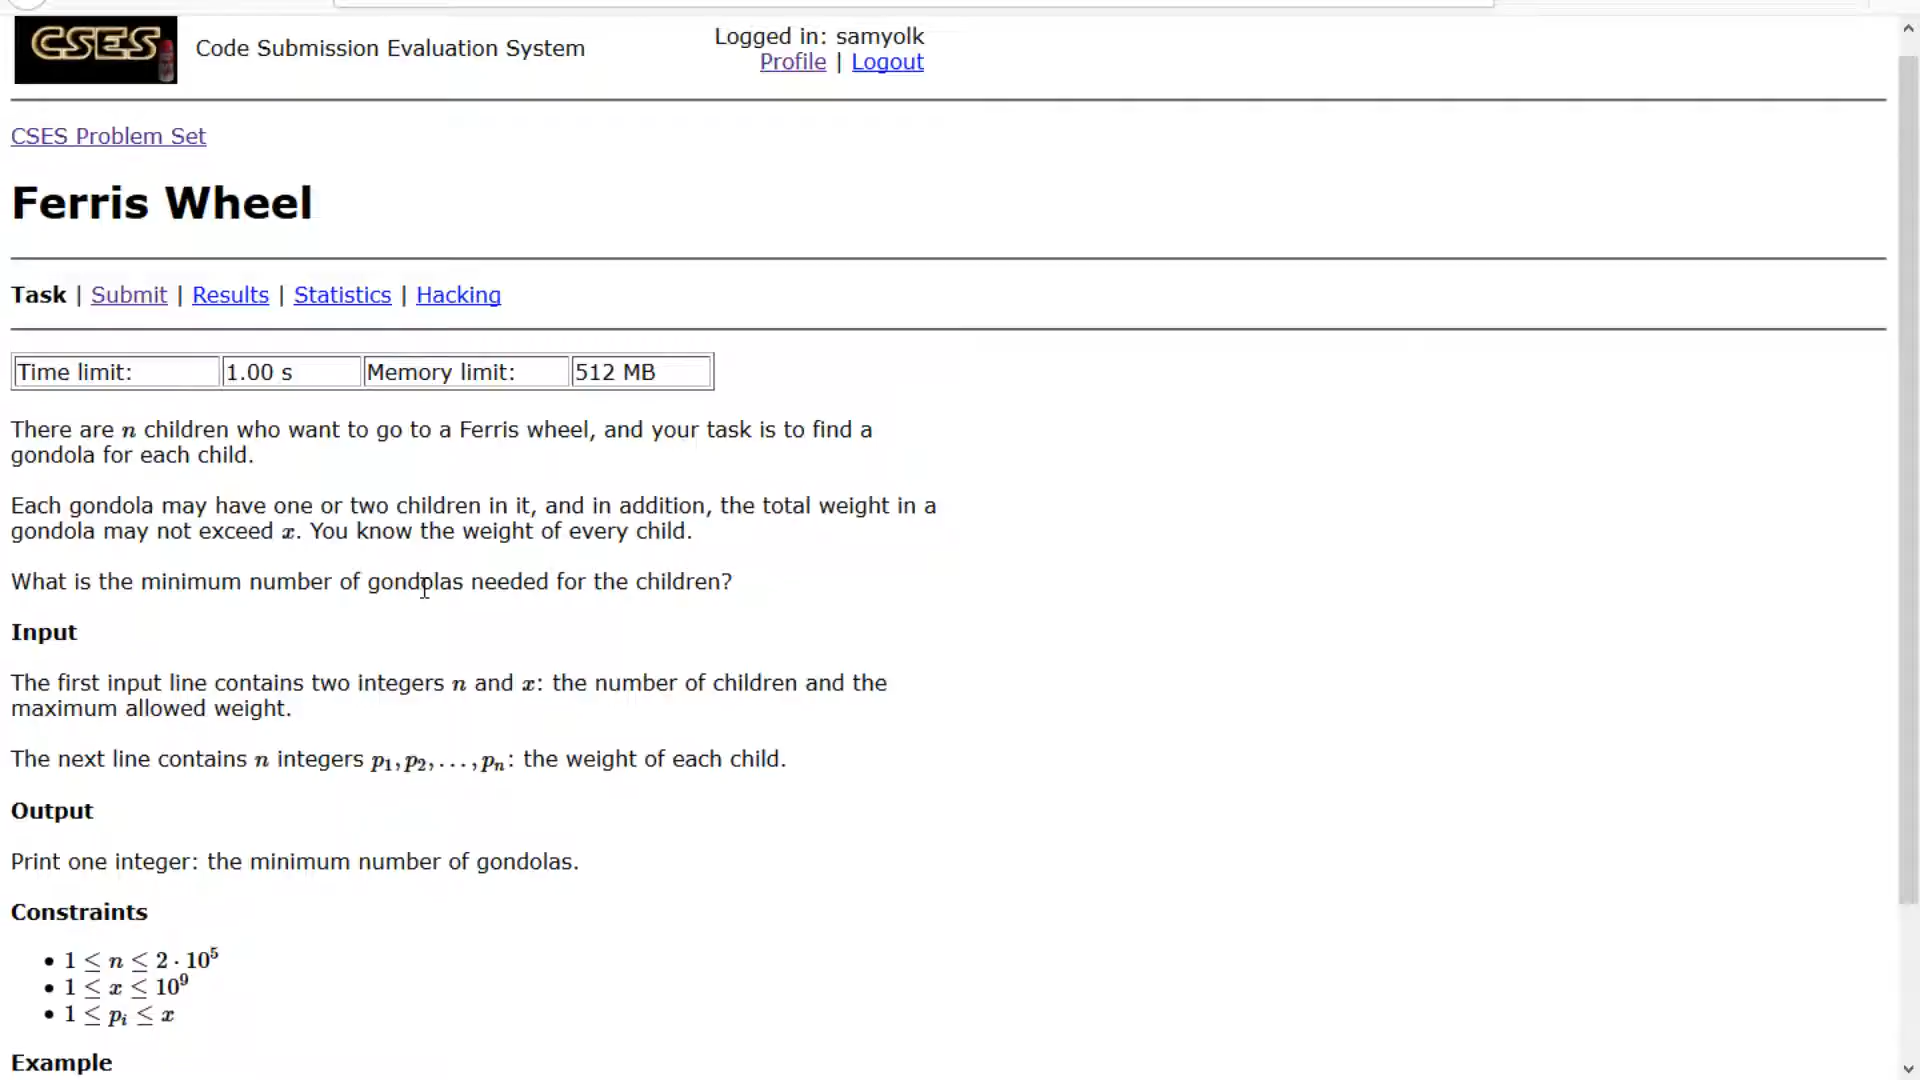 CSES
Code Submission Evaluation System
Logged in: samyolk
Profile | Logout
CSES Problem Set
Ferris Wheel
Task | Submit | Results | Statistics | Hacking
Time limit: 1.00 s Memory limit: 512 MB
There are n children who want to go to a Ferris wheel, and your task is to find a
gondola for each child.
Each gondola may have one or two children in it, and in addition, the total weight in a
gondola may not exceed x. You know the weight of every child.
What is the minimum number of gondolas needed for the children?
Input
The first input line contains two integers n and x: the number of children and the
maximum allowed weight.
The next line contains n integers p₁, p₂, …, pₙ: the weight of each child.
Output
Print one integer: the minimum number of gondolas.
Constraints
• 1 ≤ n ≤ 2 · 10⁵
• 1 ≤ x ≤ 10⁹
• 1 ≤ pᵢ ≤ x
Example